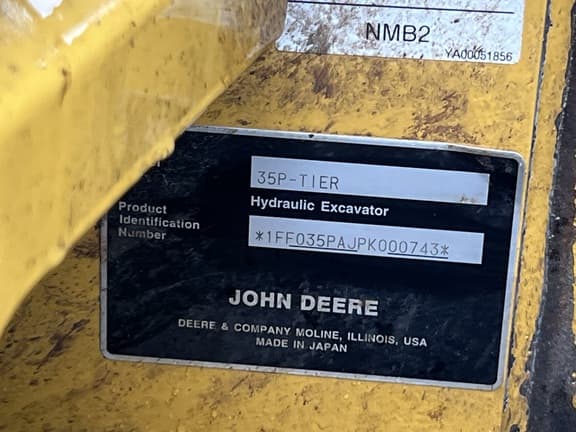 NMB2
YA00051856
35P-TIER
Hydraulic Excavator
Product
Identification
Number
*1FF035PAJPK000743*
JOHN DEERE
DEERE & COMPANY MOLINE, ILLINOIS, USA
MADE IN JAPAN